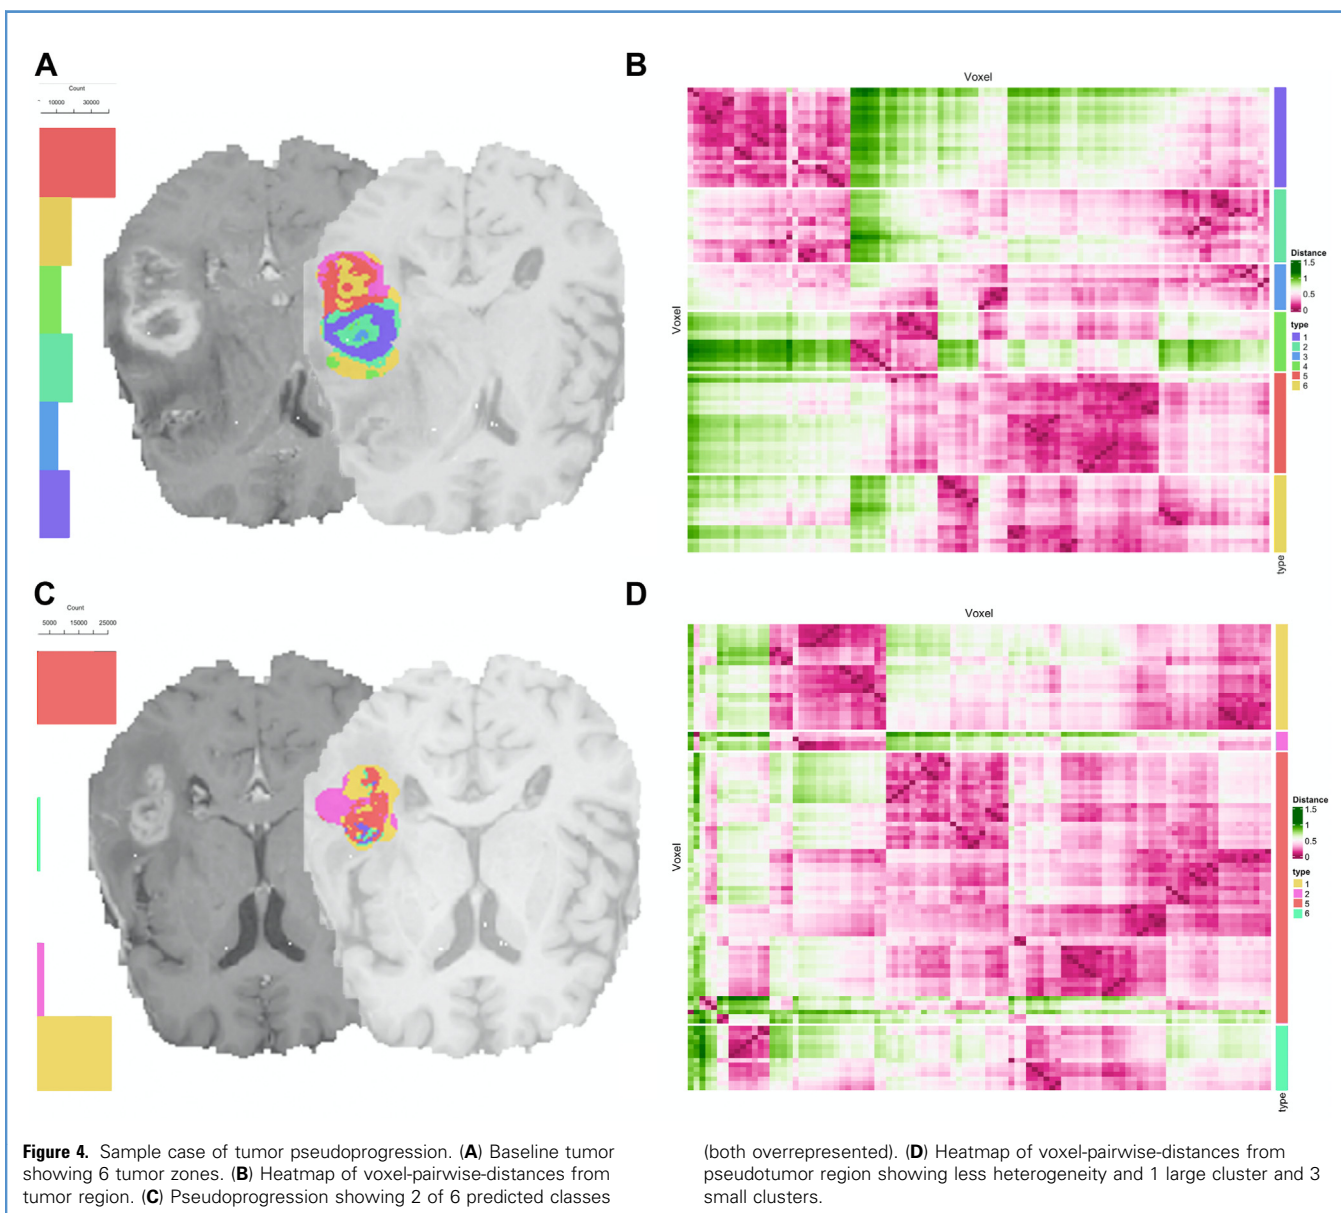 A
Count
10000 30000
B
Voxel
Voxel
Distance
1.5
1
0.5
0
type
1
2
3
4
5
6
type
C
Count
5000 15000 25000
D
Voxel
Voxel
Distance
1.5
1
0.5
0
type
1
2
5
6
type
Figure 4. Sample case of tumor pseudoprogression. (A) Baseline tumor
showing 6 tumor zones. (B) Heatmap of voxel-pairwise-distances from
tumor region. (C) Pseudoprogression showing 2 of 6 predicted classes
(both overrepresented). (D) Heatmap of voxel-pairwise-distances from
pseudotumor region showing less heterogeneity and 1 large cluster and 3
small clusters.